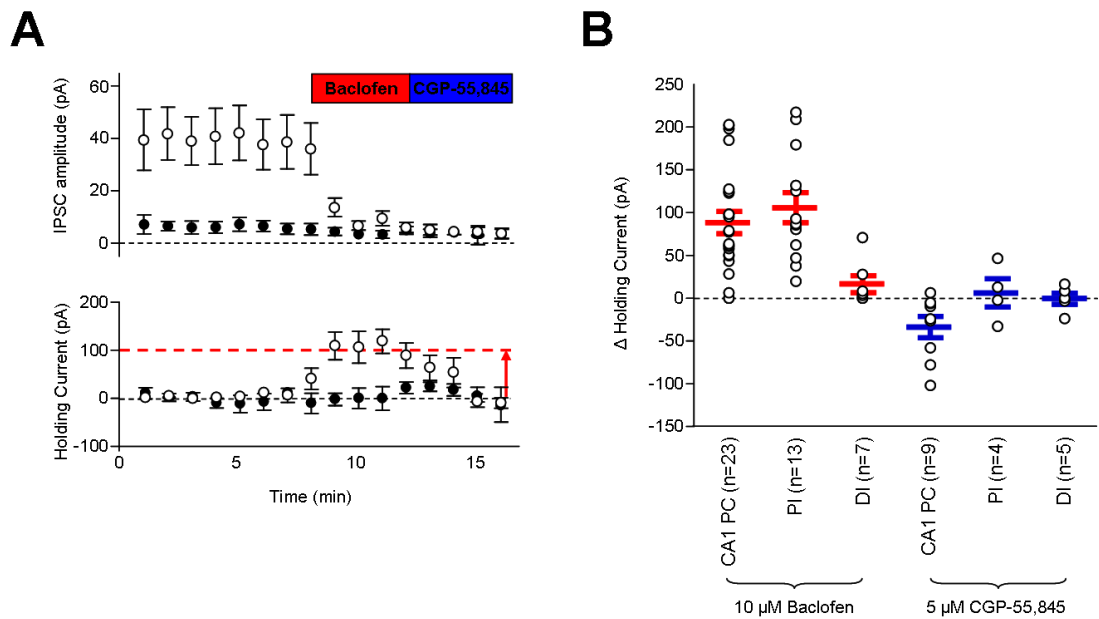 A
IPSC amplitude (pA)
60
40
20
0
Baclofen
CGP-55,845
Holding Current (pA)
200
100
0
-100
0
5
10
15
Time (min)
B
Δ Holding Current (pA)
250
200
150
100
50
0
-50
-100
-150
CA1 PC (n=23)
PI (n=13)
DI (n=7)
CA1 PC (n=9)
PI (n=4)
DI (n=5)
10 µM Baclofen
5 µM CGP-55,845